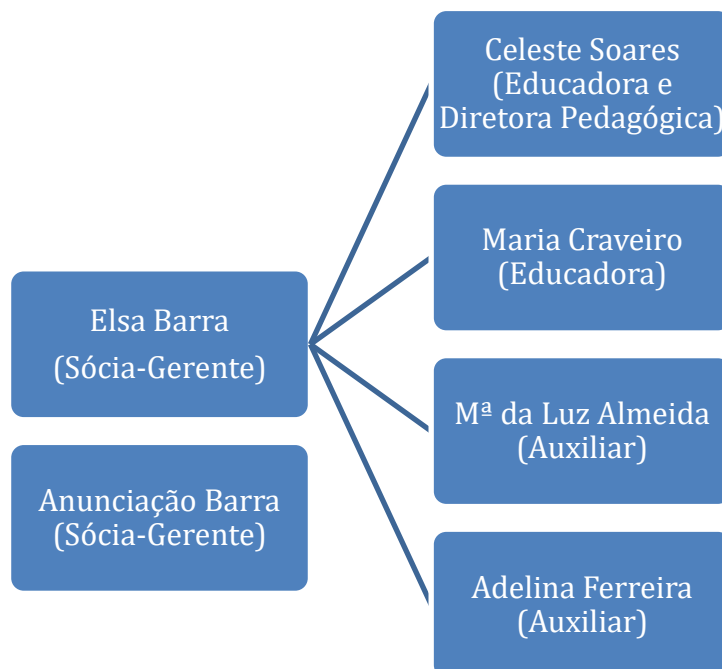 Elsa Barra
(Sócia-Gerente)
Anunciação Barra
(Sócia-Gerente)
Celeste Soares
(Educadora e
Diretora Pedagógica)
Maria Craveiro
(Educadora)
Mª da Luz Almeida
(Auxiliar)
Adelina Ferreira
(Auxiliar)